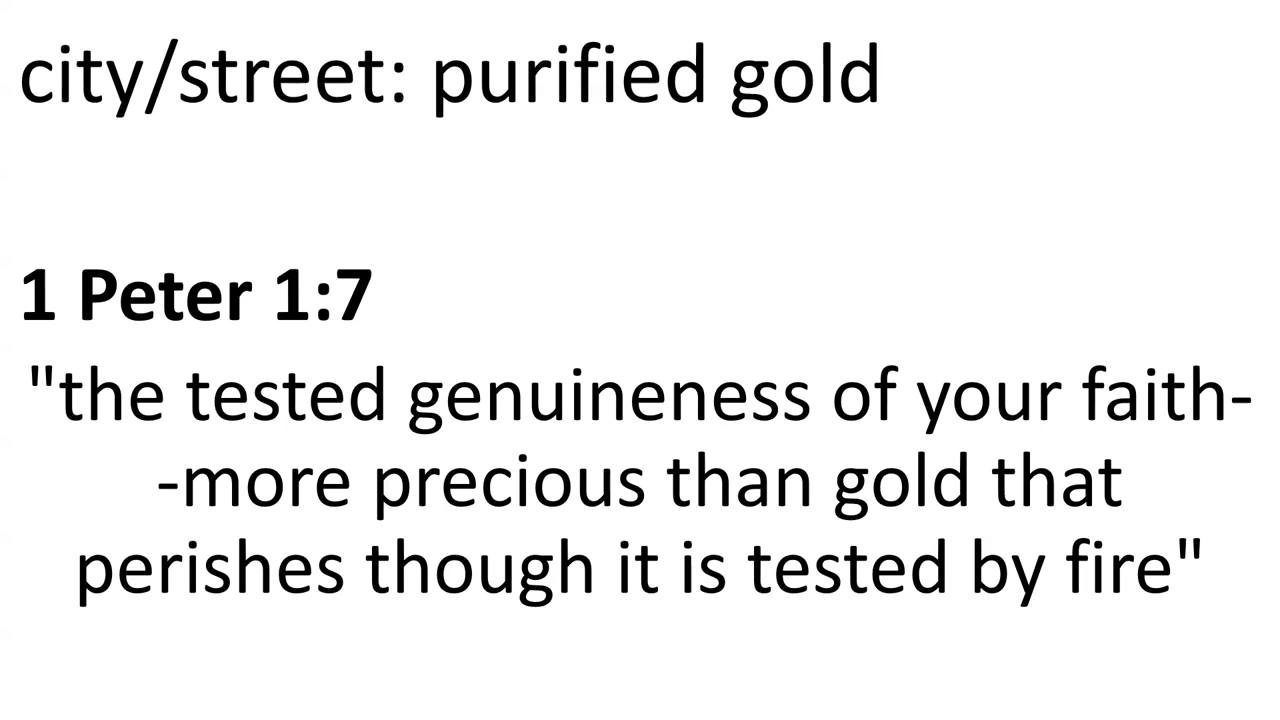 city/street: purified gold
1 Peter 1:7
"the tested genuineness of your faith-
-more precious than gold that
perishes though it is tested by fire"